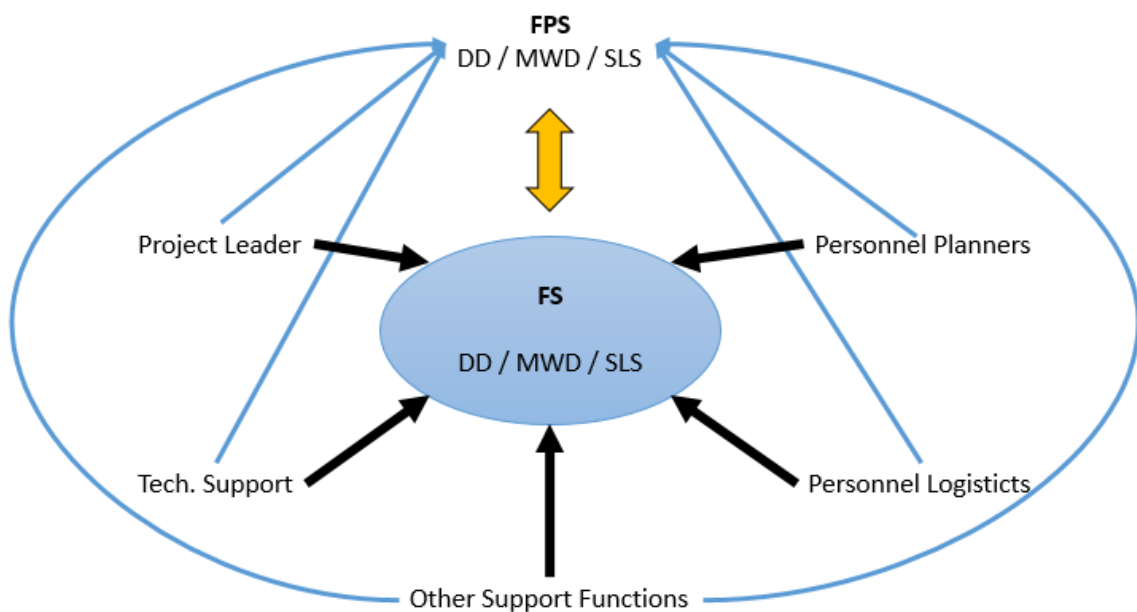 FPS
DD / MWD / SLS
Project Leader
Personnel Planners
FS
DD / MWD / SLS
Tech. Support
Personnel Logisticts
Other Support Functions